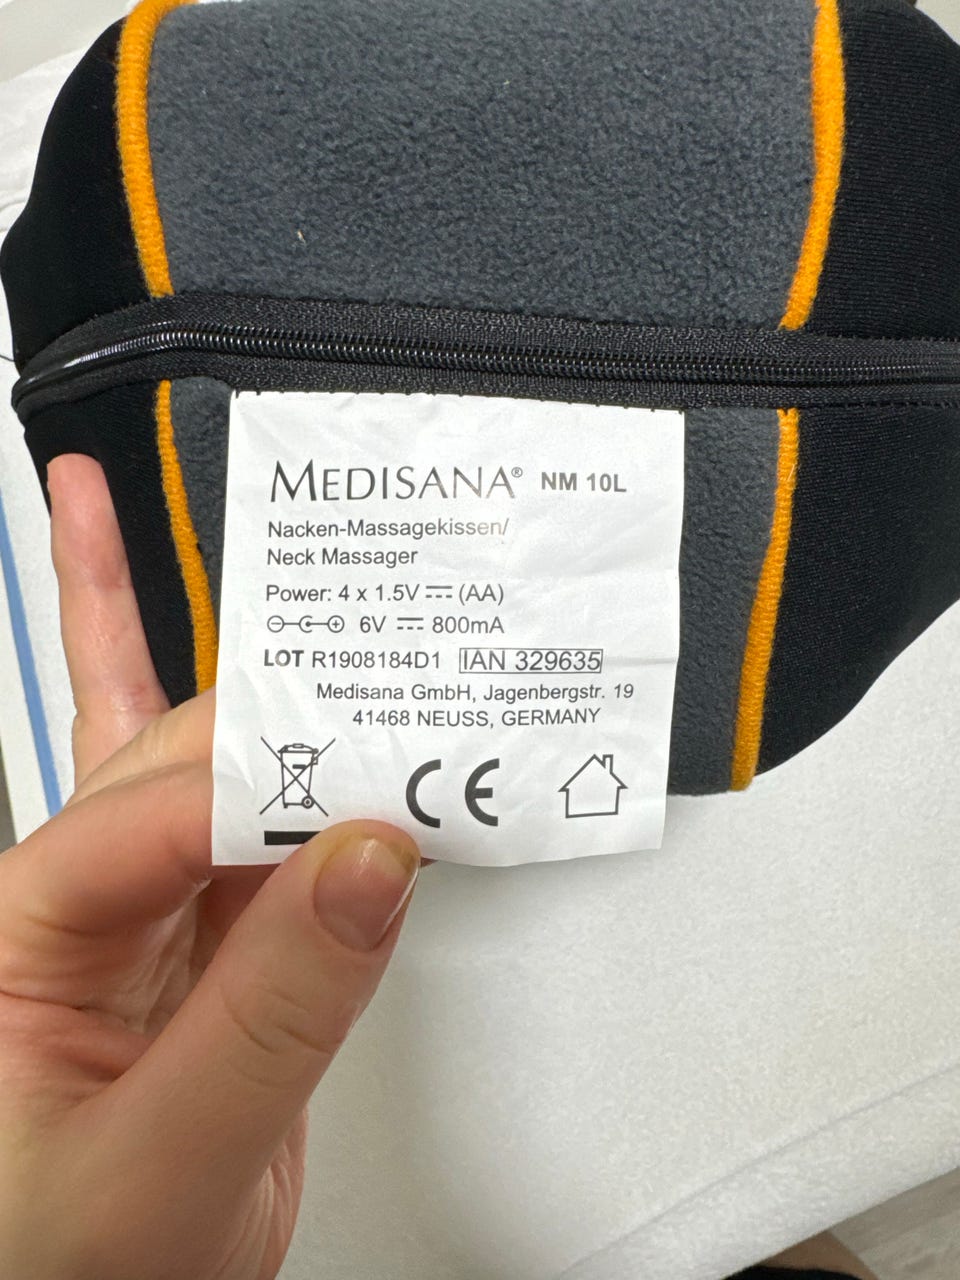 MEDISANA® NM 10L
Nacken-Massagekissen/
Neck Massager
Power: 4 x 1.5V ⎓ (AA)
6V ⎓ 800mA
LOT R1908184D1 IAN 329635
Medisana GmbH, Jagenbergstr. 19
41468 NEUSS, GERMANY
CE